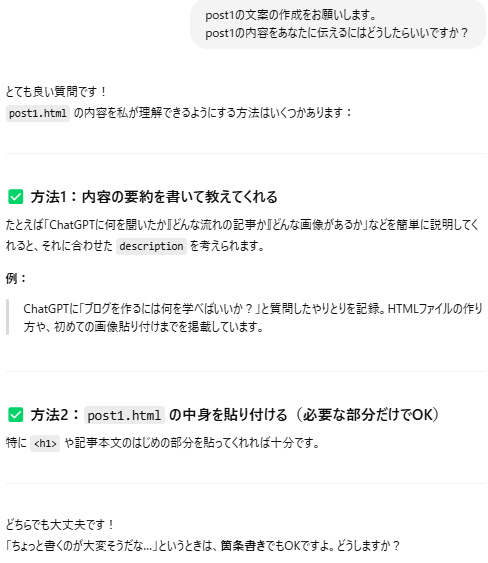 post1の文案の作成をお願いします。
post1の内容をあなたに伝えるにはどうしたらいいですか？
とても良い質問です！
post1.html の内容を私が理解できるようにする方法はいくつかあります：
方法1：内容の要約を書いて教えてくれる
たとえば「ChatGPTに何を聞いたか』『どんな流れの記事か』『どんな画像があるか」などを簡単に説明してく
れると、それに合わせた description を考えられます。
例：
ChatGPTに「ブログを作るには何を学べばいいか？」と質問したやりとりを記録。HTMLファイルの作り
方や、初めての画像貼り付けまでを掲載しています。
方法2：post1.html の中身を貼り付ける（必要な部分だけでOK）
特に <h1> や記事本文のはじめの部分を貼ってくれれば十分です。
どちらでも大丈夫です！
「ちょっと書くのが大変そうだな…」というときは、箇条書きでもOKですよ。どうしますか？